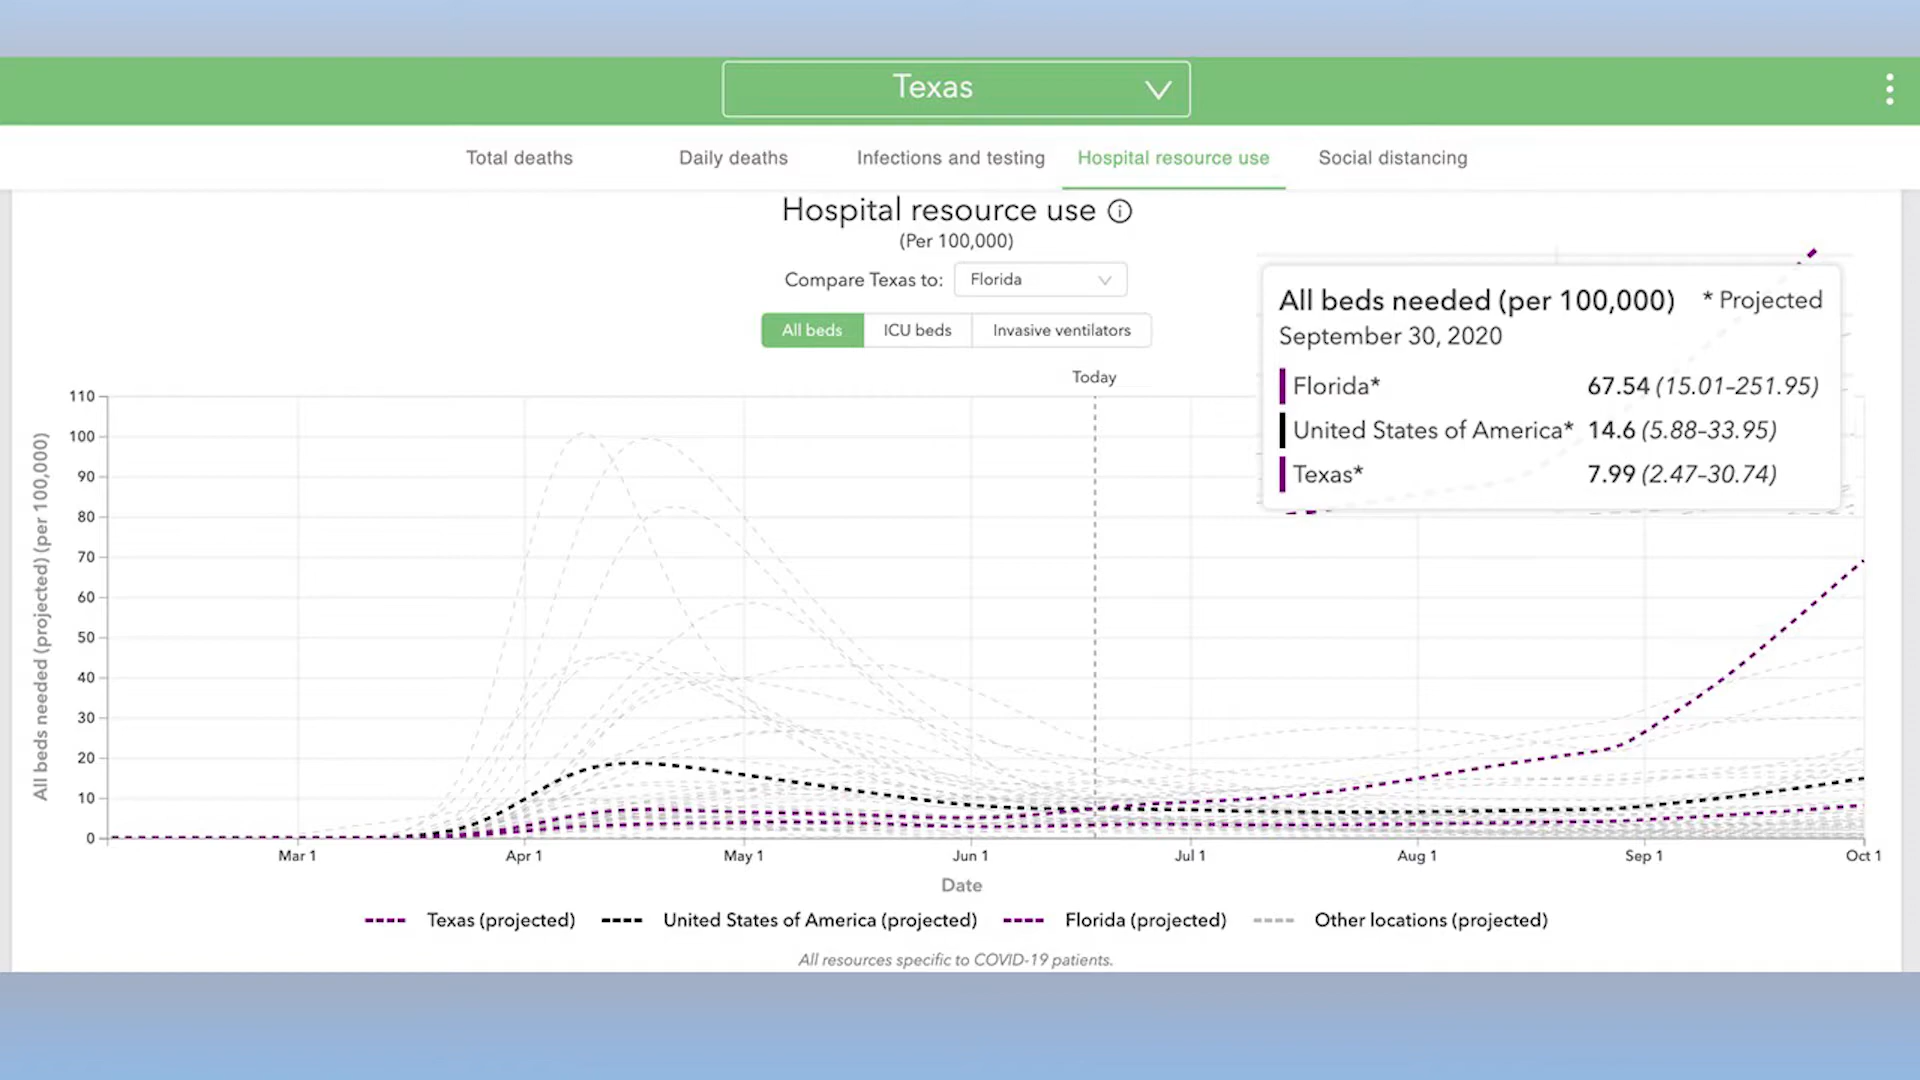 Texas
Total deaths
Daily deaths
Infections and testing
Hospital resource use
Social distancing
Hospital resource use
(Per 100,000)
Compare Texas to: Florida
All beds
ICU beds
Invasive ventilators
All beds needed (per 100,000) * Projected
September 30, 2020
Florida* 67.54 (15.01–251.95)
United States of America* 14.6 (5.88–33.95)
Texas* 7.99 (2.47–30.74)
Today
All beds needed (projected) (per 100,000)
110
100
90
80
70
60
50
40
30
20
10
0
Mar 1
Apr 1
May 1
Jun 1
Jul 1
Aug 1
Sep 1
Oct 1
Date
Texas (projected)
United States of America (projected)
Florida (projected)
Other locations (projected)
All resources specific to COVID-19 patients.